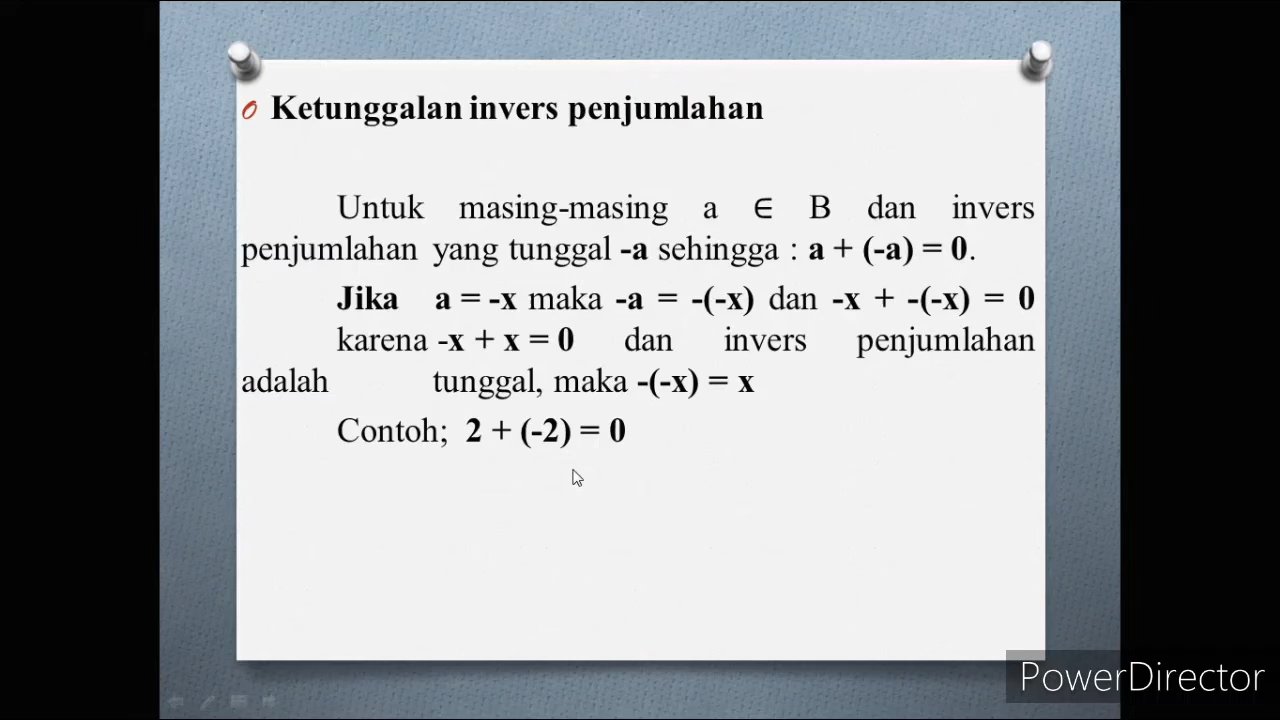 Ketunggalan invers penjumlahan
Untuk masing-masing a ∈ B dan invers
penjumlahan yang tunggal -a sehingga : a + (-a) = 0.
Jika a = -x maka -a = -(-x) dan -x + -(-x) = 0
karena -x + x = 0 dan invers penjumlahan
adalah tunggal, maka -(-x) = x
Contoh; 2 + (-2) = 0
PowerDirector